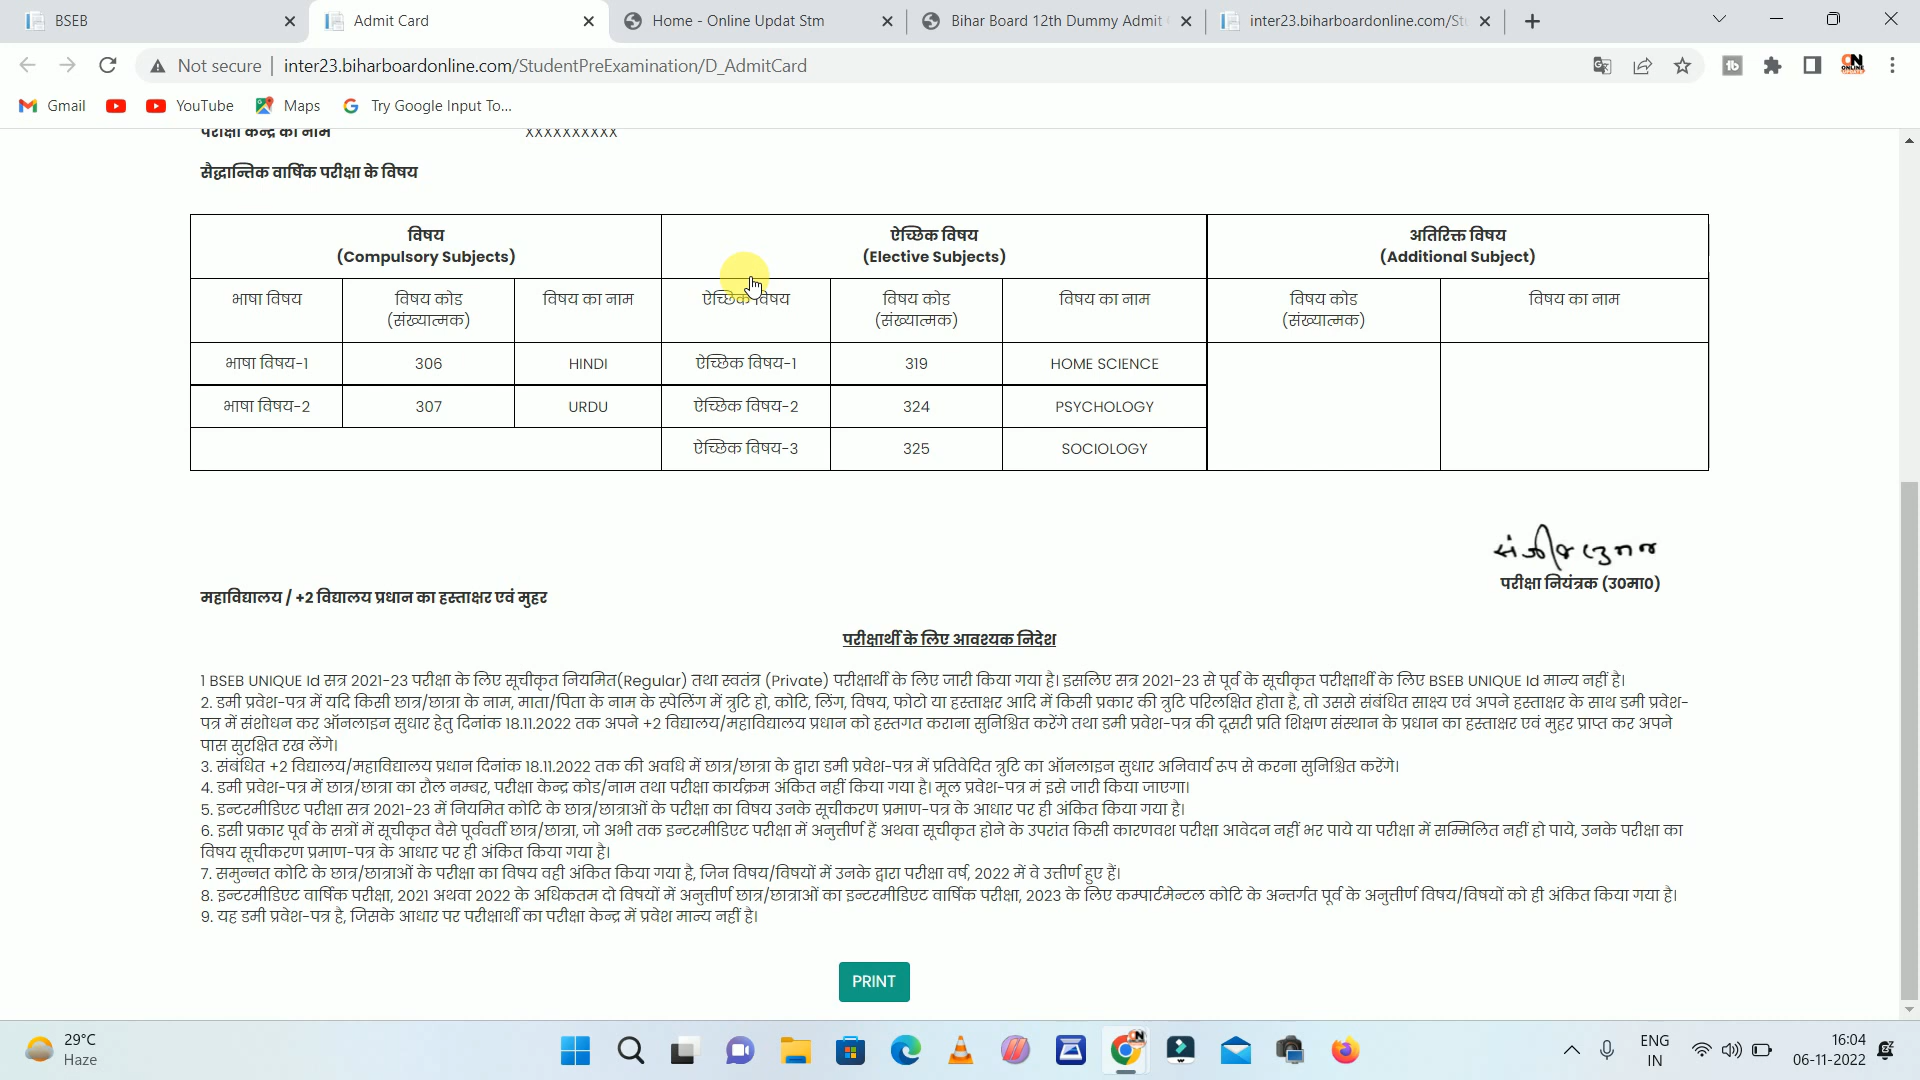 BSEB
Admit Card
Home - Online Updat Stm
Bihar Board 12th Dummy Admit
inter23.biharboardonline.com/St
Not secure
inter23.biharboardonline.com/StudentPreExamination/D_AdmitCard
Gmail
YouTube
Maps
Try Google Input To...
परीक्षा केन्द्र का नाम XXXXXXXXXX
सैद्धान्तिक वार्षिक परीक्षा के विषय
विषय
(Compulsory Subjects)
ऐच्छिक विषय
(Elective Subjects)
अतिरिक्त विषय
(Additional Subject)
भाषा विषय
विषय कोड
(संख्यात्मक)
विषय का नाम
ऐच्छिक विषय
विषय कोड
(संख्यात्मक)
विषय का नाम
विषय कोड
(संख्यात्मक)
विषय का नाम
भाषा विषय-1 306 HINDI ऐच्छिक विषय-1 319 HOME SCIENCE
भाषा विषय-2 307 URDU ऐच्छिक विषय-2 324 PSYCHOLOGY
ऐच्छिक विषय-3 325 SOCIOLOGY
परीक्षा नियंत्रक (उ0मा0)
महाविद्यालय / +2 विद्यालय प्रधान का हस्ताक्षर एवं मुहर
परीक्षार्थी के लिए आवश्यक निदेश
1 BSEB UNIQUE Id सत्र 2021-23 परीक्षा के लिए सूचीकृत नियमित(Regular) तथा स्वतंत्र (Private) परीक्षार्थी के लिए जारी किया गया है। इसलिए सत्र 2021-23 से पूर्व के सूचीकृत परीक्षार्थी के लिए BSEB UNIQUE Id मान्य नहीं है।
2. डमी प्रवेश-पत्र में यदि किसी छात्र/छात्रा के नाम, माता/पिता के नाम के स्पेलिंग में त्रुटि हो, कोटि, लिंग, विषय, फोटो या हस्ताक्षर आदि में किसी प्रकार की त्रुटि परिलक्षित होता है, तो उससे संबंधित साक्ष्य एवं अपने हस्ताक्षर के साथ डमी प्रवेश-
पत्र में संशोधन कर ऑनलाइन सुधार हेतु दिनांक 18.11.2022 तक अपने +2 विद्यालय/महाविद्यालय प्रधान को हस्तगत कराना सुनिश्चित करेंगे तथा डमी प्रवेश-पत्र की दूसरी प्रति शिक्षण संस्थान के प्रधान का हस्ताक्षर एवं मुहर प्राप्त कर अपने
पास सुरक्षित रख लेंगे।
3. संबंधित +2 विद्यालय/महाविद्यालय प्रधान दिनांक 18.11.2022 तक की अवधि में छात्र/छात्रा के द्वारा डमी प्रवेश-पत्र में प्रतिवेदित त्रुटि का ऑनलाइन सुधार अनिवार्य रूप से करना सुनिश्चित करेंगे।
4. डमी प्रवेश-पत्र में छात्र/छात्रा का रौल नम्बर, परीक्षा केन्द्र कोड/नाम तथा परीक्षा कार्यक्रम अंकित नहीं किया गया है। मूल प्रवेश-पत्र मं इसे जारी किया जाएगा।
5. इन्टरमीडिएट परीक्षा सत्र 2021-23 में नियमित कोटि के छात्र/छात्राओं के परीक्षा का विषय उनके सूचीकरण प्रमाण-पत्र के आधार पर ही अंकित किया गया है।
6. इसी प्रकार पूर्व के सत्रों में सूचीकृत वैसे पूर्ववर्ती छात्र/छात्रा, जो अभी तक इन्टरमीडिएट परीक्षा में अनुत्तीर्ण हैं अथवा सूचीकृत होने के उपरांत किसी कारणवश परीक्षा आवेदन नहीं भर पाये या परीक्षा में सम्मिलित नहीं हो पाये, उनके परीक्षा का
विषय सूचीकरण प्रमाण-पत्र के आधार पर ही अंकित किया गया है।
7. समुन्नत कोटि के छात्र/छात्राओं के परीक्षा का विषय वही अंकित किया गया है, जिन विषय/विषयों में उनके द्वारा परीक्षा वर्ष, 2022 में वे उत्तीर्ण हुए हैं।
8. इन्टरमीडिएट वार्षिक परीक्षा, 2021 अथवा 2022 के अधिकतम दो विषयों में अनुत्तीर्ण छात्र/छात्राओं का इन्टरमीडिएट वार्षिक परीक्षा, 2023 के लिए कम्पार्टमेन्टल कोटि के अन्तर्गत पूर्व के अनुत्तीर्ण विषय/विषयों को ही अंकित किया गया है।
9. यह डमी प्रवेश-पत्र है, जिसके आधार पर परीक्षार्थी का परीक्षा केन्द्र में प्रवेश मान्य नहीं है।
PRINT
29°C
Haze
ENG
IN
16:04
06-11-2022